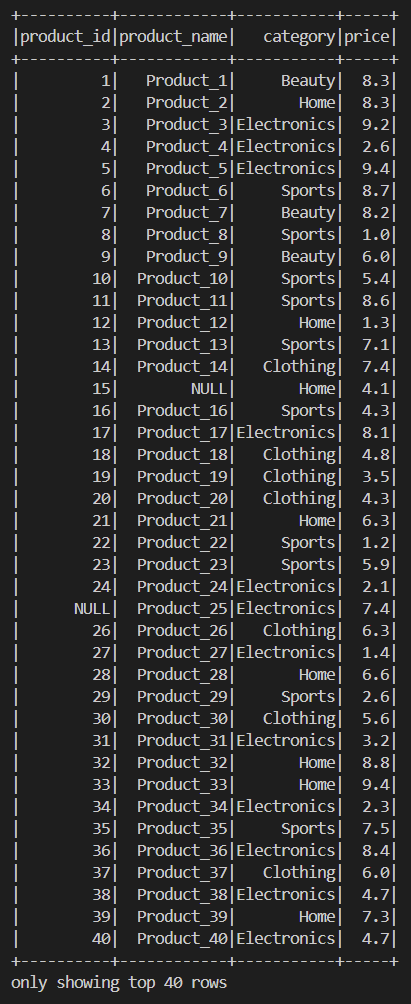 +----------+------------+-----------+-----+
|product_id|product_name|   category|price|
+----------+------------+-----------+-----+
|         1|   Product_1|     Beauty|  8.3|
|         2|   Product_2|       Home|  8.3|
|         3|   Product_3|Electronics|  9.2|
|         4|   Product_4|Electronics|  2.6|
|         5|   Product_5|Electronics|  9.4|
|         6|   Product_6|     Sports|  8.7|
|         7|   Product_7|     Beauty|  8.2|
|         8|   Product_8|     Sports|  1.0|
|         9|   Product_9|     Beauty|  6.0|
|        10|  Product_10|     Sports|  5.4|
|        11|  Product_11|     Sports|  8.6|
|        12|  Product_12|       Home|  1.3|
|        13|  Product_13|     Sports|  7.1|
|        14|  Product_14|   Clothing|  7.4|
|        15|        NULL|       Home|  4.1|
|        16|  Product_16|     Sports|  4.3|
|        17|  Product_17|Electronics|  8.1|
|        18|  Product_18|   Clothing|  4.8|
|        19|  Product_19|   Clothing|  3.5|
|        20|  Product_20|   Clothing|  4.3|
|        21|  Product_21|       Home|  6.3|
|        22|  Product_22|     Sports|  1.2|
|        23|  Product_23|     Sports|  5.9|
|        24|  Product_24|Electronics|  2.1|
|      NULL|  Product_25|Electronics|  7.4|
|        26|  Product_26|   Clothing|  6.3|
|        27|  Product_27|Electronics|  1.4|
|        28|  Product_28|       Home|  6.6|
|        29|  Product_29|     Sports|  2.6|
|        30|  Product_30|   Clothing|  5.6|
|        31|  Product_31|Electronics|  3.2|
|        32|  Product_32|       Home|  8.8|
|        33|  Product_33|       Home|  9.4|
|        34|  Product_34|Electronics|  2.3|
|        35|  Product_35|     Sports|  7.5|
|        36|  Product_36|Electronics|  8.4|
|        37|  Product_37|   Clothing|  6.0|
|        38|  Product_38|Electronics|  4.7|
|        39|  Product_39|       Home|  7.3|
|        40|  Product_40|Electronics|  4.7|
+----------+------------+-----------+-----+
only showing top 40 rows